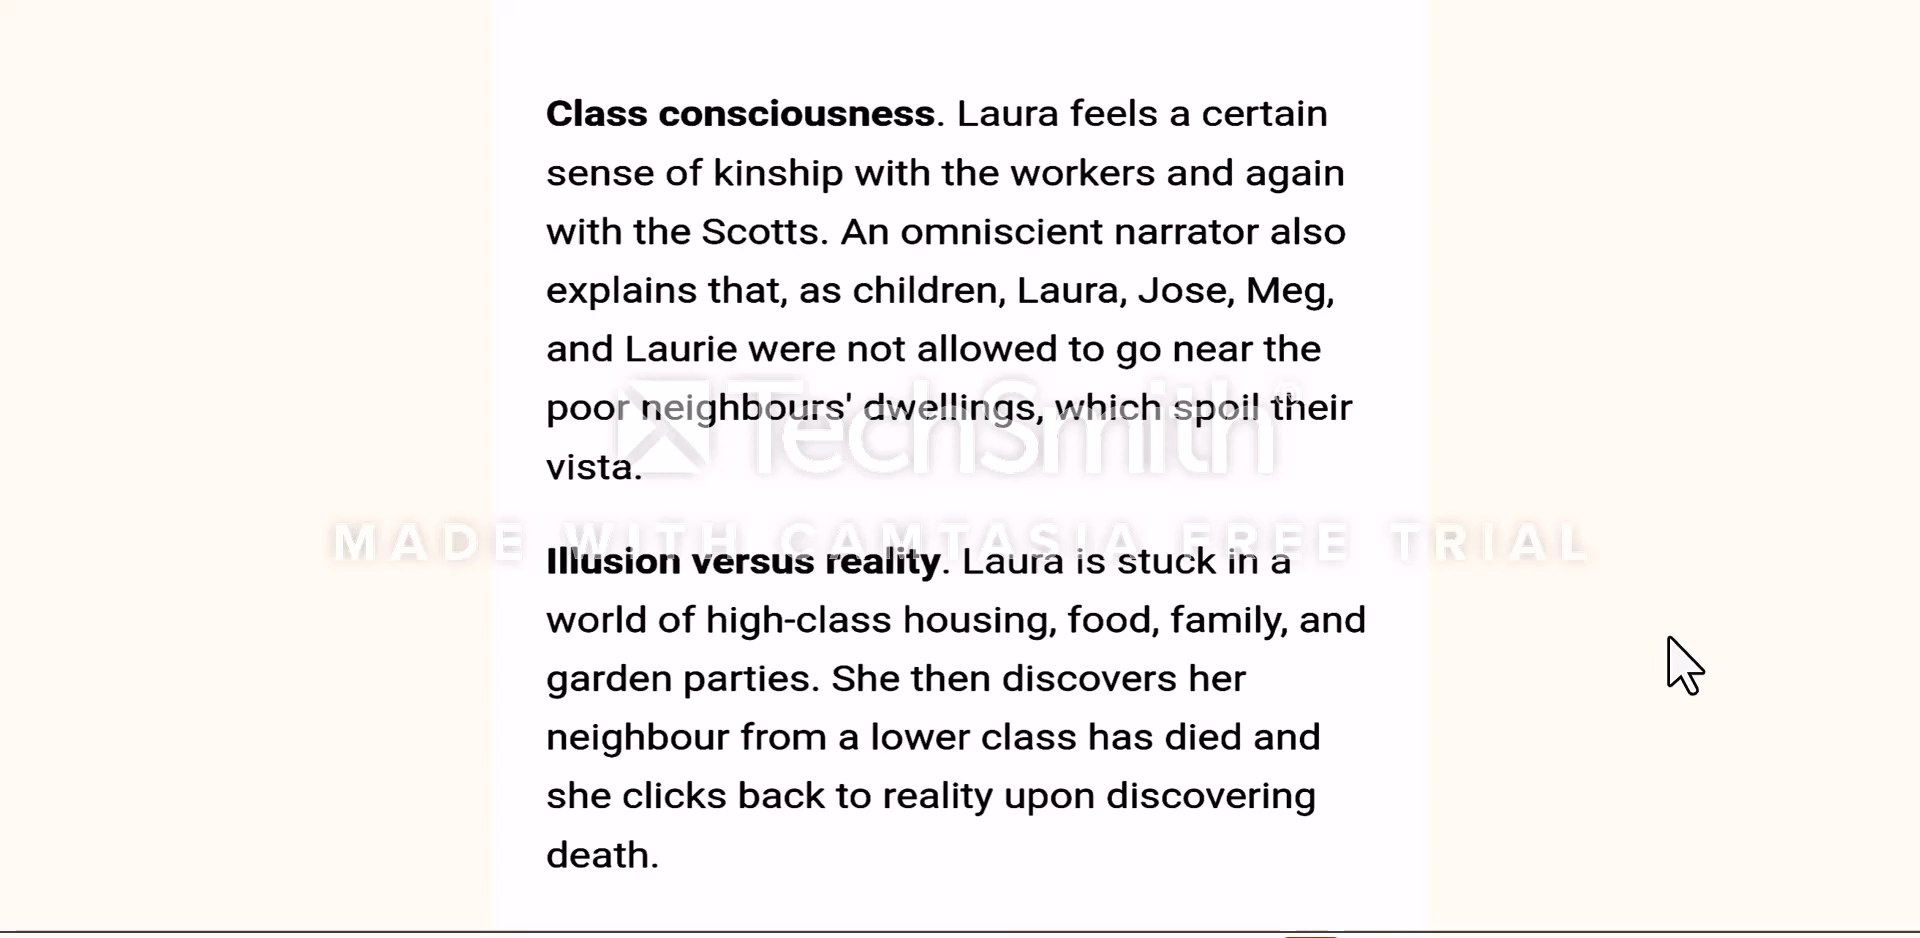 Class consciousness. Laura feels a certain
sense of kinship with the workers and again
with the Scotts. An omniscient narrator also
explains that, as children, Laura, Jose, Meg,
and Laurie were not allowed to go near the
poor neighbours' dwellings, which spoil their
vista.
TechSmith®
MADE WITH CAMTASIA FREE TRIAL
Illusion versus reality. Laura is stuck in a
world of high-class housing, food, family, and
garden parties. She then discovers her
neighbour from a lower class has died and
she clicks back to reality upon discovering
death.